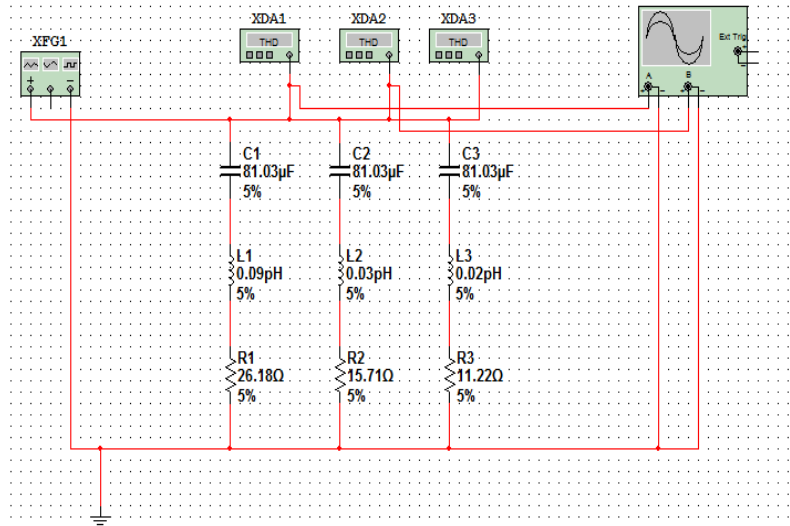 XDA1
XDA2
XDA3
XFG1
THD
THD
THD
Ext Trig
+
−
A
B
+
−
+
−
+
−
C1
81.03µF
5%
C2
81.03µF
5%
C3
81.03µF
5%
L1
0.09pH
5%
L2
0.03pH
5%
L3
0.02pH
5%
R1
26.18Ω
5%
R2
15.71Ω
5%
R3
11.22Ω
5%